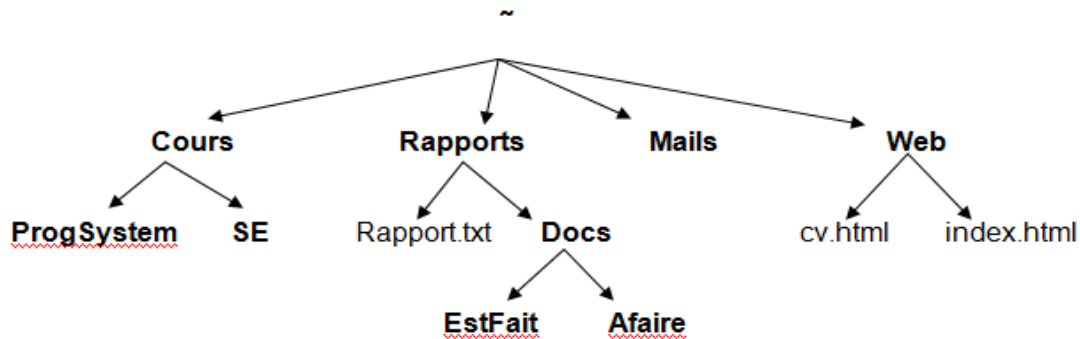 ~
Cours Rapports Mails Web
ProgSystem SE Rapport.txt Docs cv.html index.html
EstFait Afaire